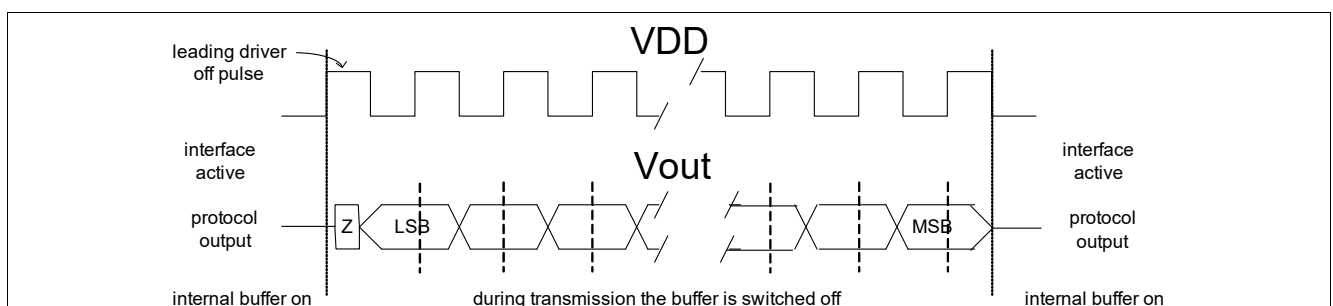 VDD
leading driver
off pulse
Vout
interface
active
interface
active
protocol
output
Z
LSB
MSB
protocol
output
internal buffer on
during transmission the buffer is switched off
internal buffer on